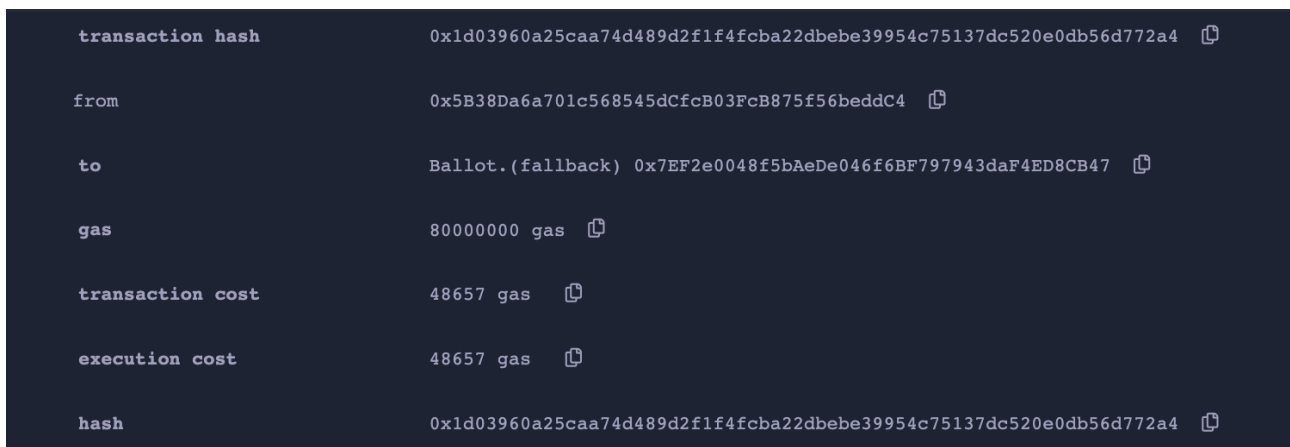 transaction hash 0x1d03960a25caa74d489d2f1f4fcba22dbebe39954c75137dc520e0db56d772a4
from 0x5B38Da6a701c568545dCfcB03FcB875f56beddC4
to Ballot.(fallback) 0x7EF2e0048f5bAeDe046f6BF797943daF4ED8CB47
gas 80000000 gas
transaction cost 48657 gas
execution cost 48657 gas
hash 0x1d03960a25caa74d489d2f1f4fcba22dbebe39954c75137dc520e0db56d772a4